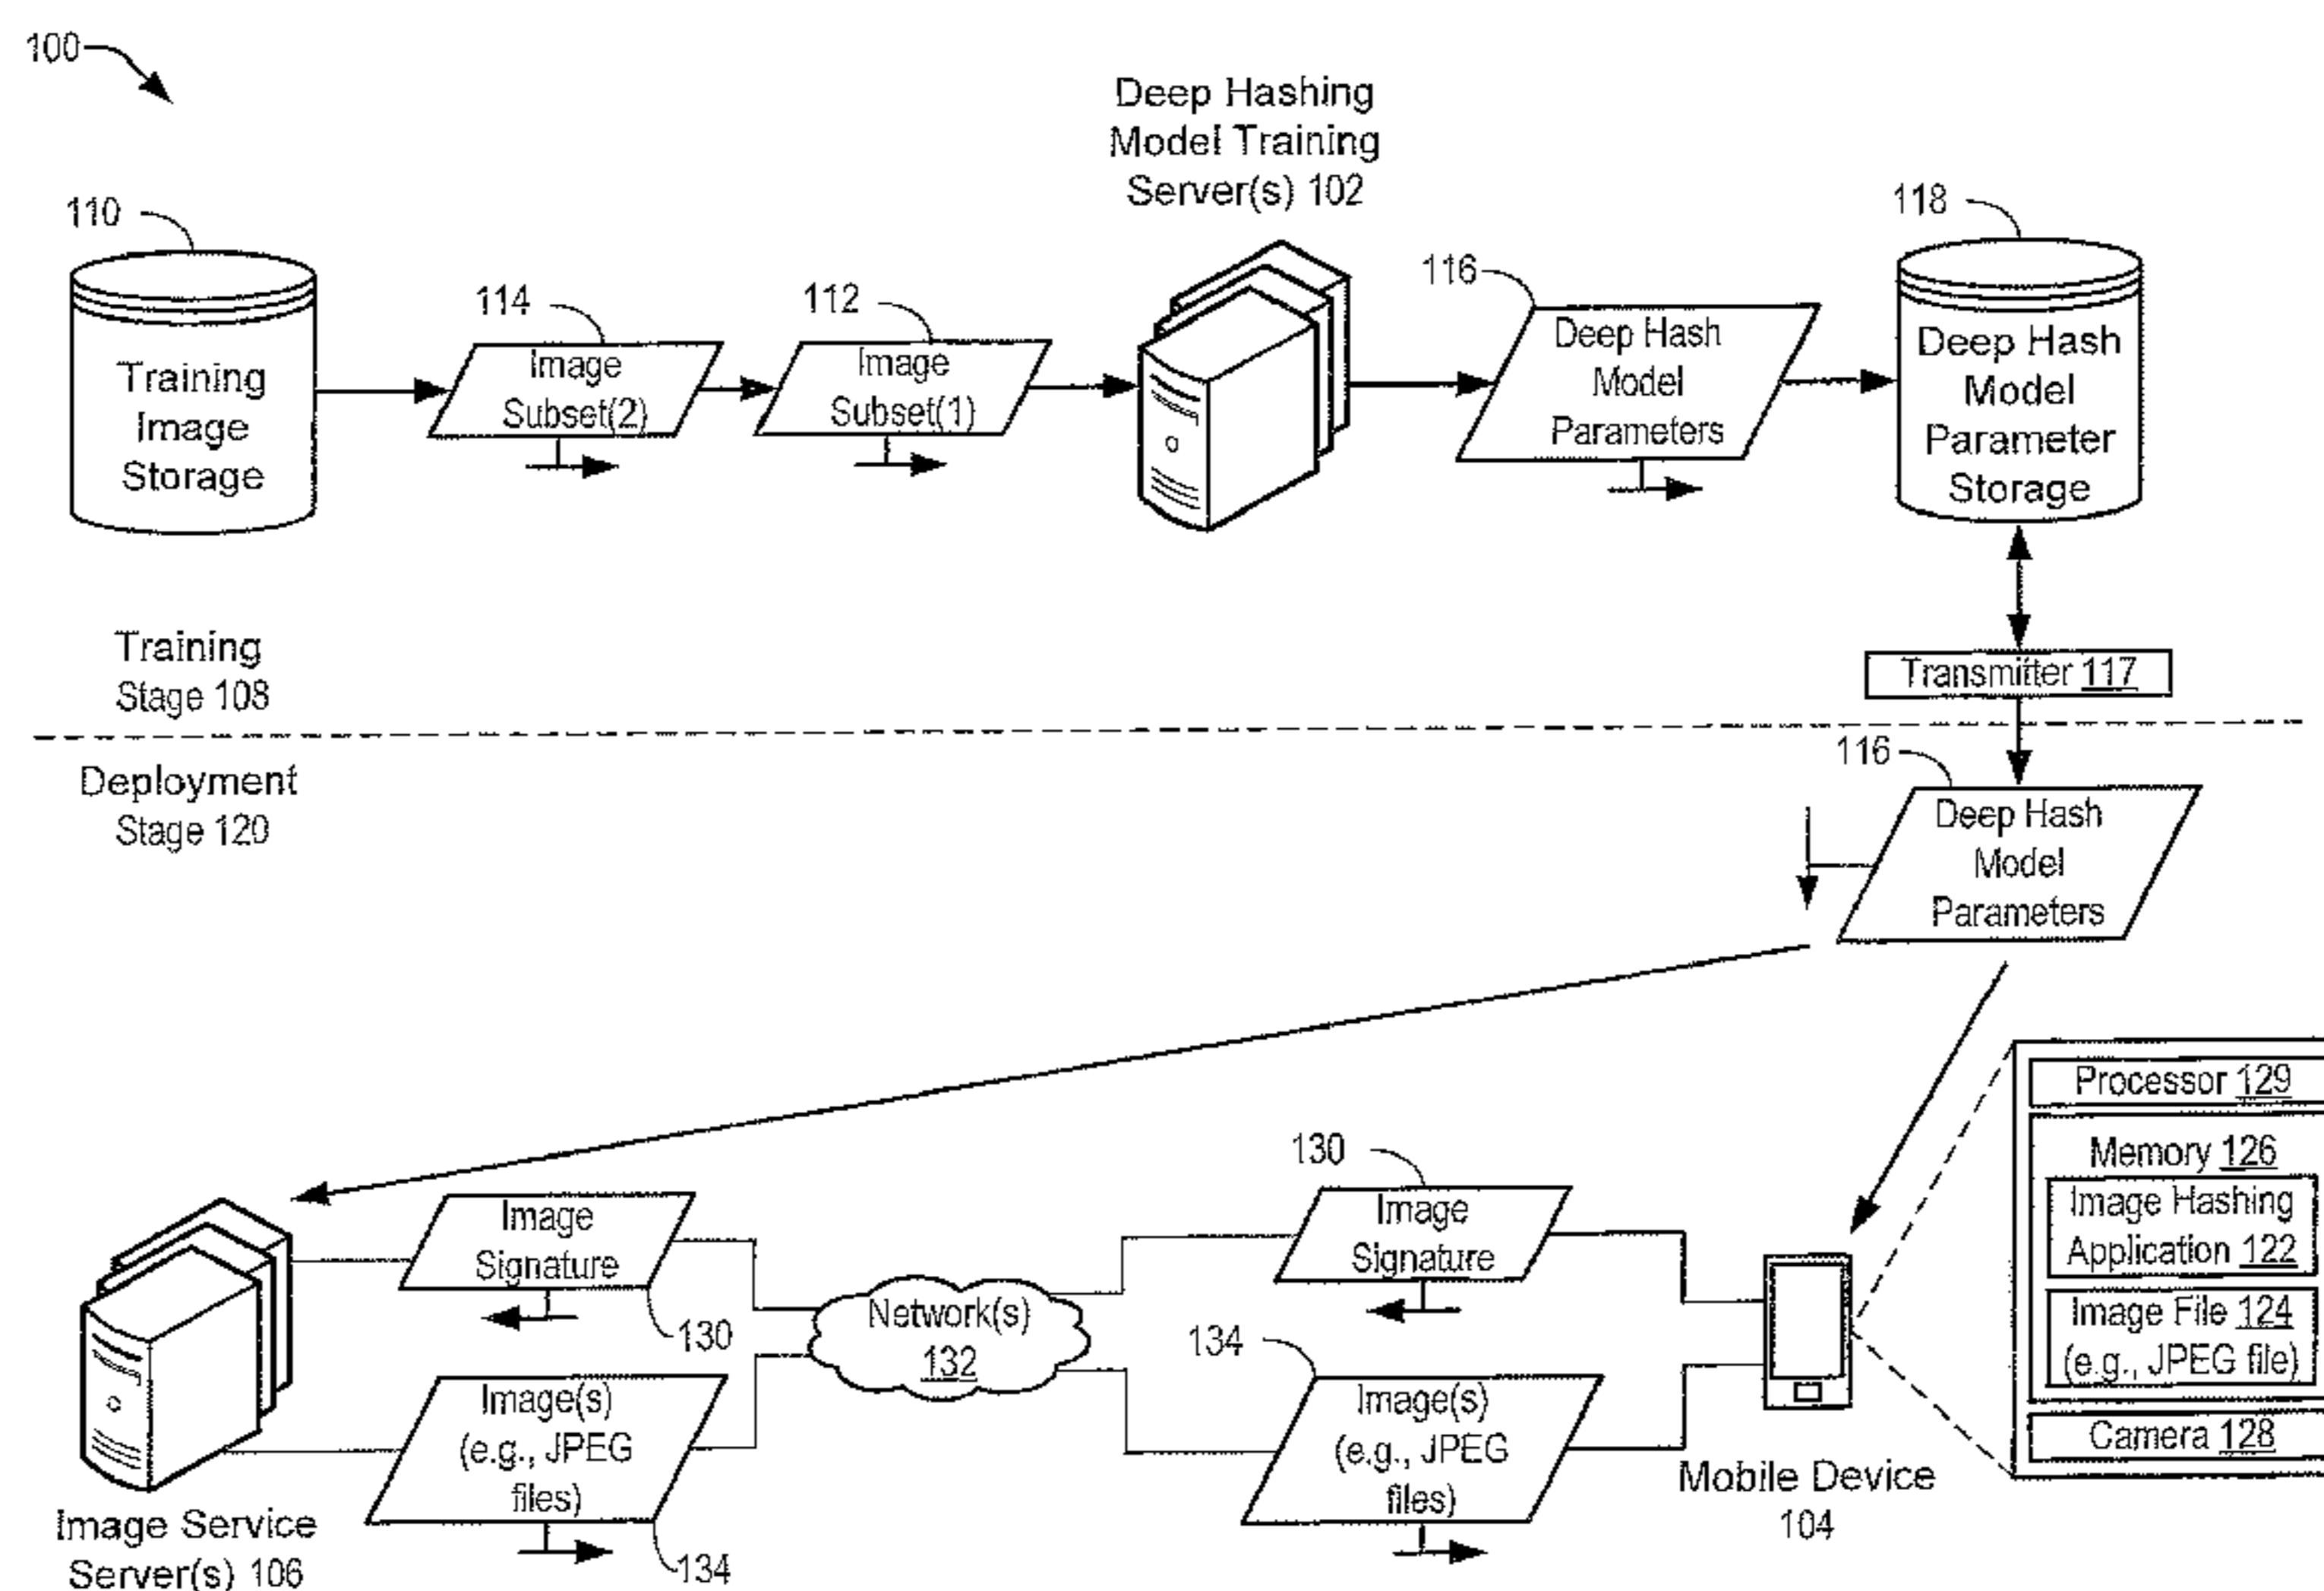 100
Deep Hashing
Model Training
Server(s) 102
110
114
112
116
118
Training
Image
Storage
Image
Subset(2)
Image
Subset(1)
Deep Hash
Model
Parameters
Deep Hash
Model
Parameter
Storage
Training
Stage 108
Transmitter 117
Deployment
Stage 120
116
Deep Hash
Model
Parameters
Processor 129
Memory 126
Image Hashing
Application 122
Image File 124
(e.g., JPEG file)
Camera 128
130
Image
Signature
130
Image
Signature
Network(s)
132
134
Image(s)
(e.g., JPEG
files)
134
Image(s)
(e.g., JPEG
files)
Mobile Device
104
Image Service
Server(s) 106